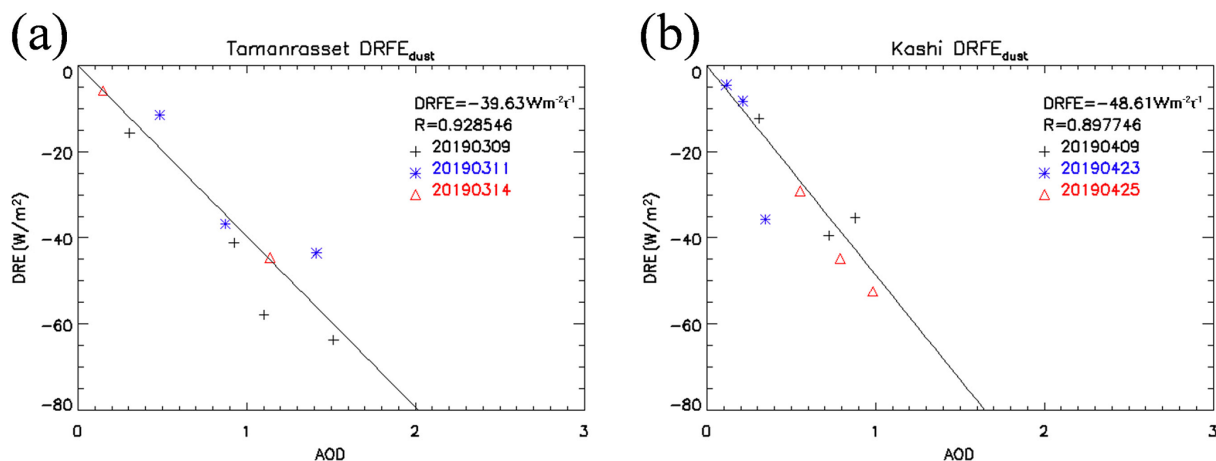 (a)
Tamanrasset DRFEdust
DRFE=−39.63Wm⁻²τ⁻¹
R=0.928546
20190309
20190311
20190314
DRE(W/m²)
0
−20
−40
−60
−80
0 1 2 3
AOD
(b)
Kashi DRFEdust
DRFE=−48.61Wm⁻²τ⁻¹
R=0.897746
20190409
20190423
20190425
DRE(W/m²)
0
−20
−40
−60
−80
0 1 2 3
AOD